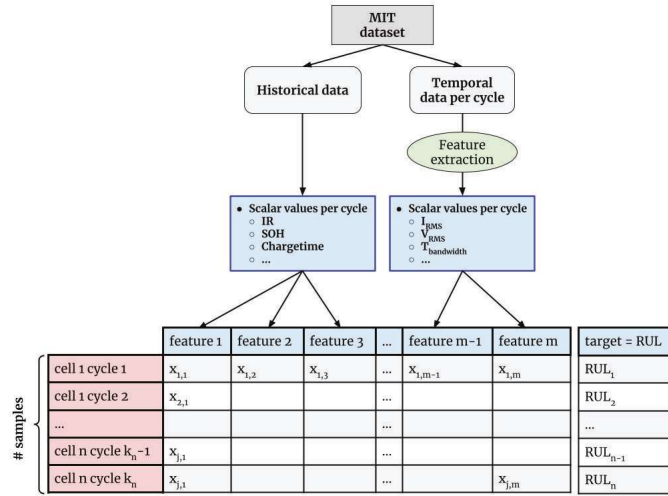 MIT
dataset
Historical data
Temporal
data per cycle
Feature
extraction
● Scalar values per cycle
○ IR
○ SOH
○ Chargetime
○ ...
● Scalar values per cycle
○ I_RMS
○ V_RMS
○ T_bandwidth
○ ...
feature 1 feature 2 feature 3 ... feature m-1 feature m target = RUL
# samples
cell 1 cycle 1 x_1,1 x_1,2 x_1,3 ... x_1,m-1 x_1,m RUL_1
cell 1 cycle 2 x_2,1 ... RUL_2
... ... ...
cell n cycle k_n-1 x_j,1 ... RUL_n-1
cell n cycle k_n x_j,1 ... x_j,m RUL_n